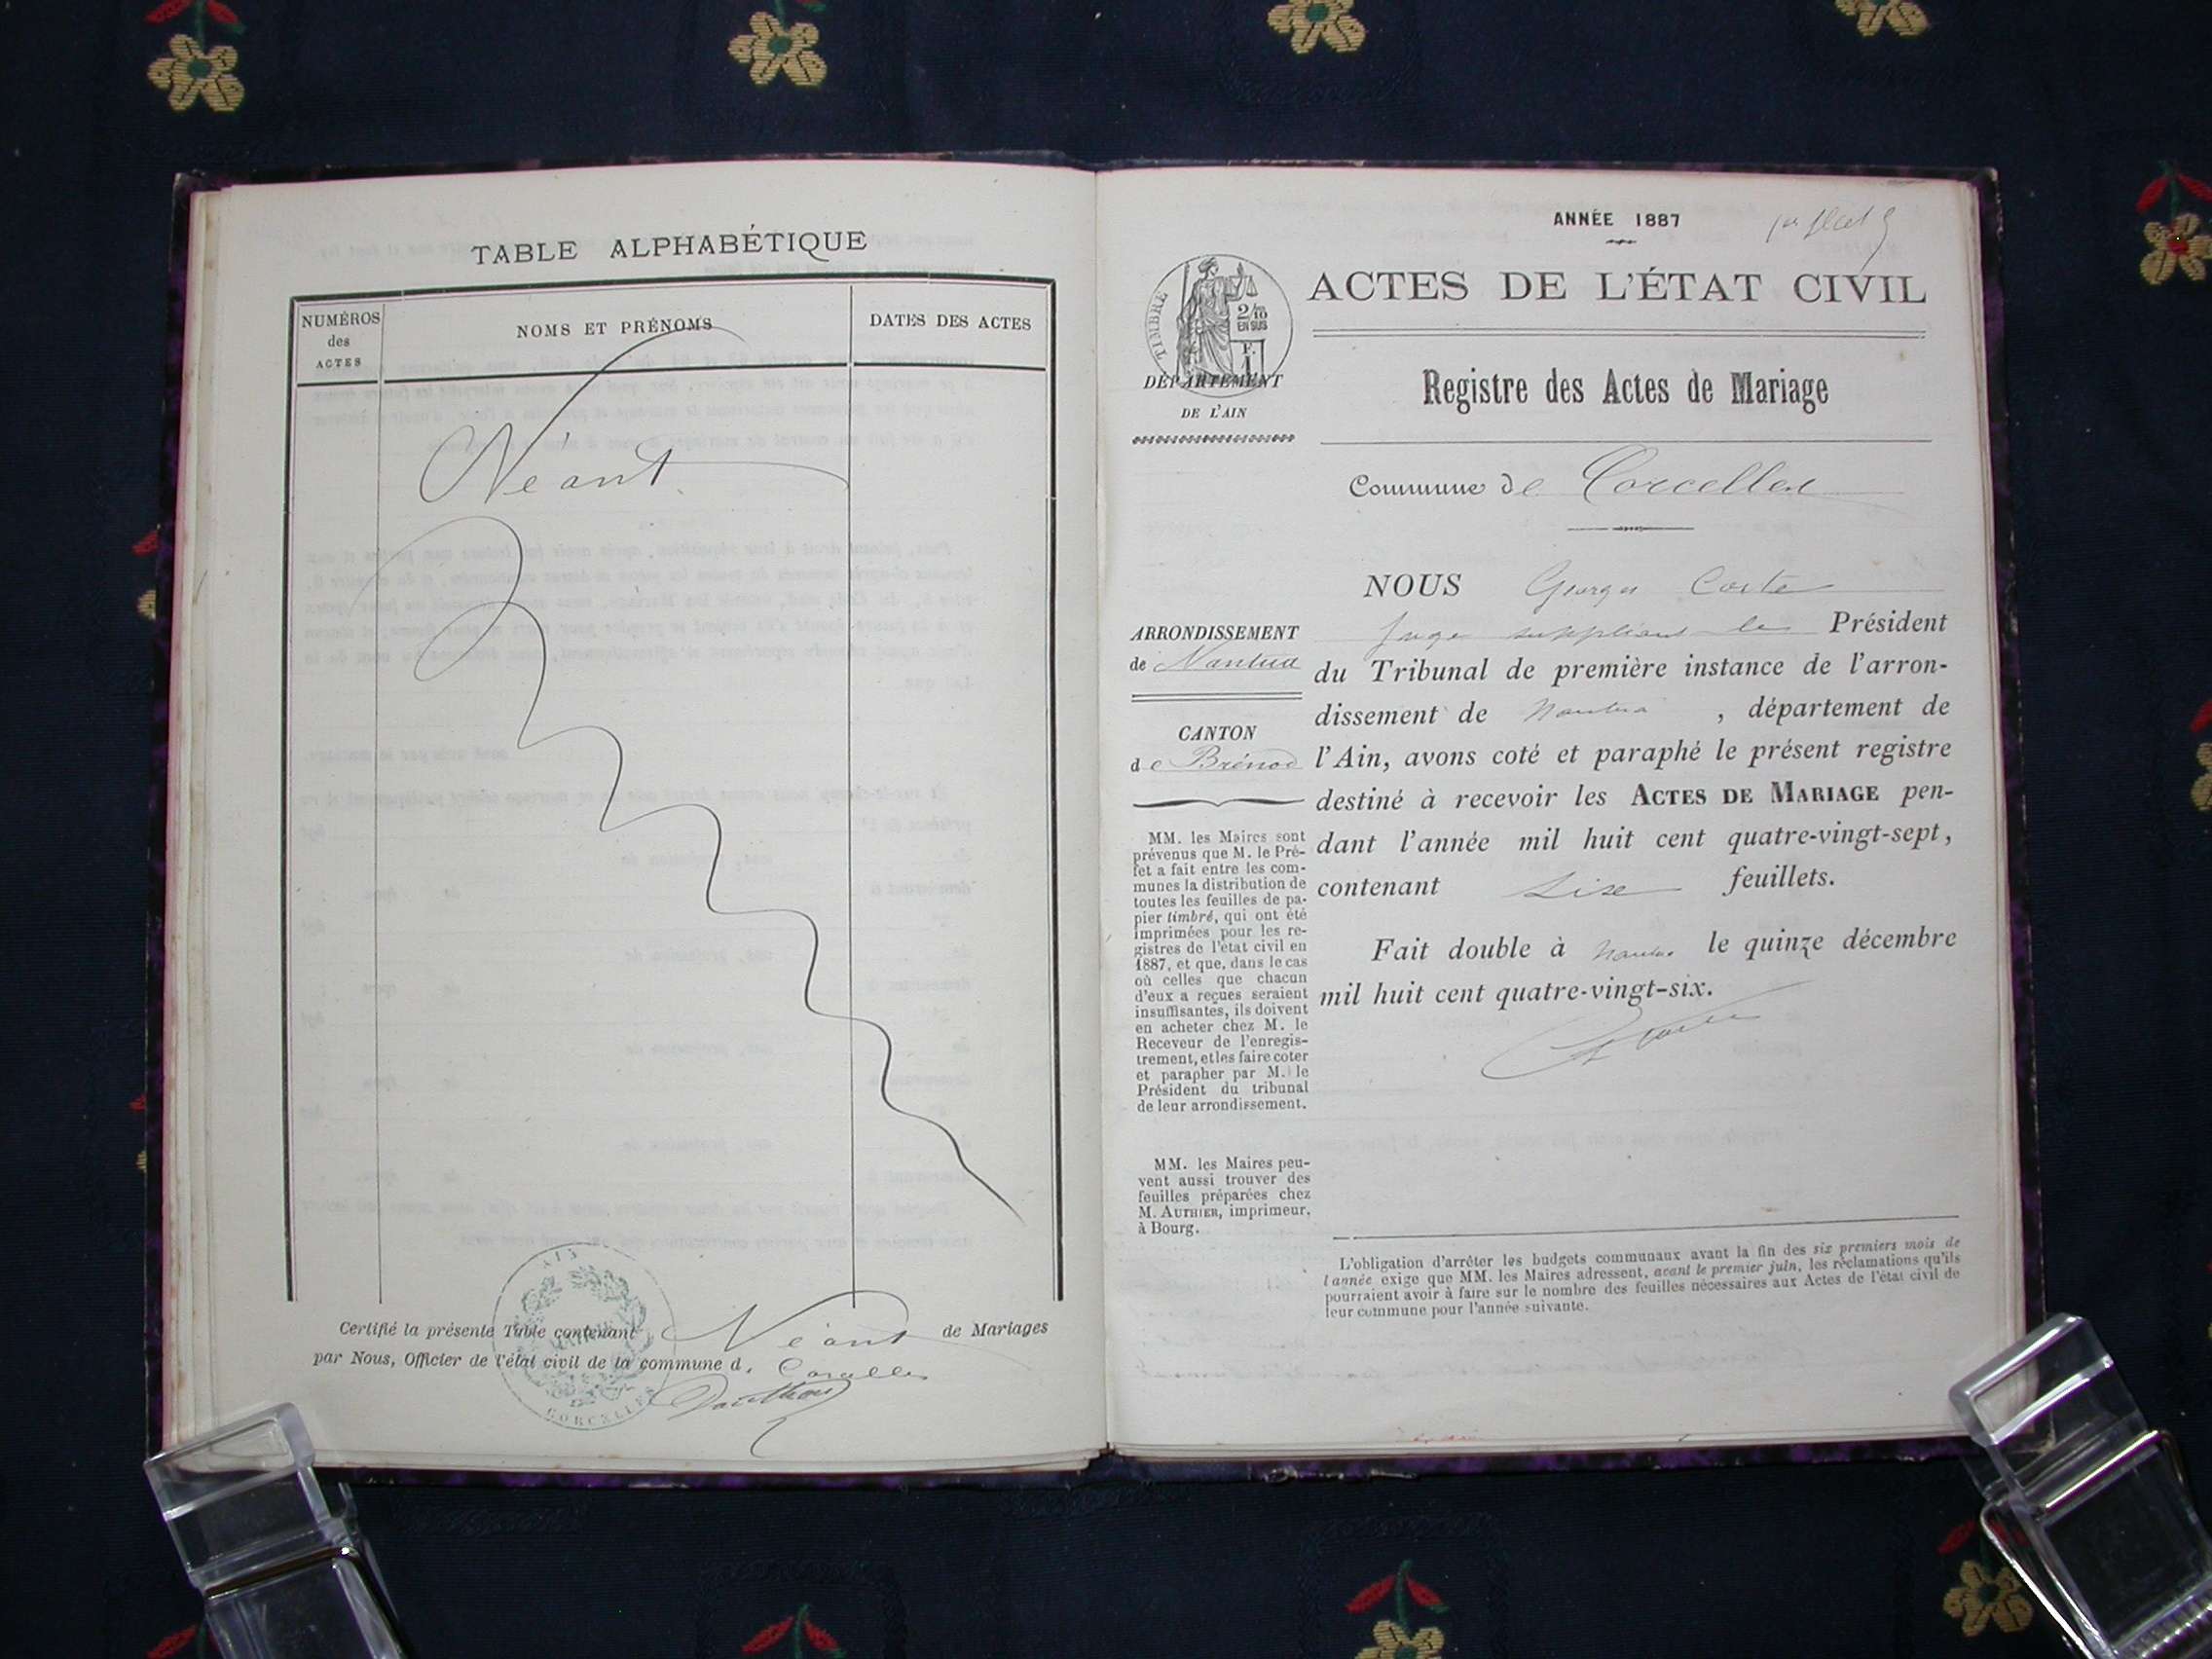 TABLE ALPHABÉTIQUE
NUMÉROS
des
ACTES
NOMS ET PRÉNOMS
DATES DES ACTES
Néant
Certifié la présente Table contenant Néant de Mariages
par Nous, Officier de l'état civil de la commune d. Corcelles
AIN
MAIRIE
CORCELLES
ANNÉE 1887
TIMBRE
2/10
EN SUS
F.
1
ACTES DE L'ÉTAT CIVIL
DÉPARTEMENT
DE L'AIN
Registre des Actes de Mariage
Commune de Corcelles
ARRONDISSEMENT
de Nantua
CANTON
de Brénod
MM. les Maires sont
prévenus que M. le Pré-
fet a fait entre les com-
munes la distribution de
toutes les feuilles de pa-
pier timbré, qui ont été
imprimées pour les re-
gistres de l'état civil en
1887, et que, dans le cas
où celles que chacun
d'eux a reçues seraient
insuffisantes, ils doivent
en acheter chez M. le
Receveur de l'enregis-
trement, et les faire coter
et parapher par M. le
Président du tribunal
de leur arrondissement.
MM. les Maires peu-
vent aussi trouver des
feuilles préparées chez
M. AUTHIER, imprimeur,
à Bourg.
NOUS Georges Coste
juge suppléant le Président
du Tribunal de première instance de l'arron-
dissement de Nantua, département de
l'Ain, avons coté et paraphé le présent registre
destiné à recevoir les ACTES DE MARIAGE pen-
dant l'année mil huit cent quatre-vingt-sept,
contenant Six feuillets.
Fait double à Nantua le quinze décembre
mil huit cent quatre-vingt-six.
L'obligation d'arrêter les budgets communaux avant la fin des six premiers mois de
l'année exige que MM. les Maires adressent, avant le premier juin, les réclamations qu'ils
pourraient avoir à faire sur le nombre des feuilles nécessaires aux Actes de l'état civil de
leur commune pour l'année suivante.